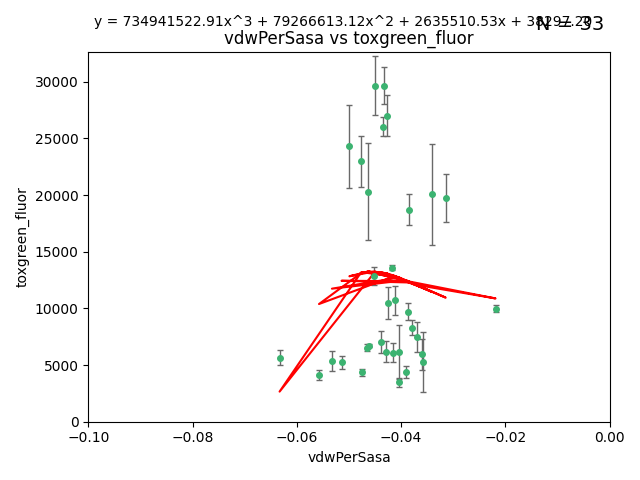 y = 734941522.91x^3 + 79266613.12x^2 + 2635510.53x + 38297.20
N = 33
vdwPerSasa vs toxgreen_fluor
30000
25000
20000
15000
10000
5000
0
toxgreen_fluor
−0.10 −0.08 −0.06 −0.04 −0.02 0.00
vdwPerSasa